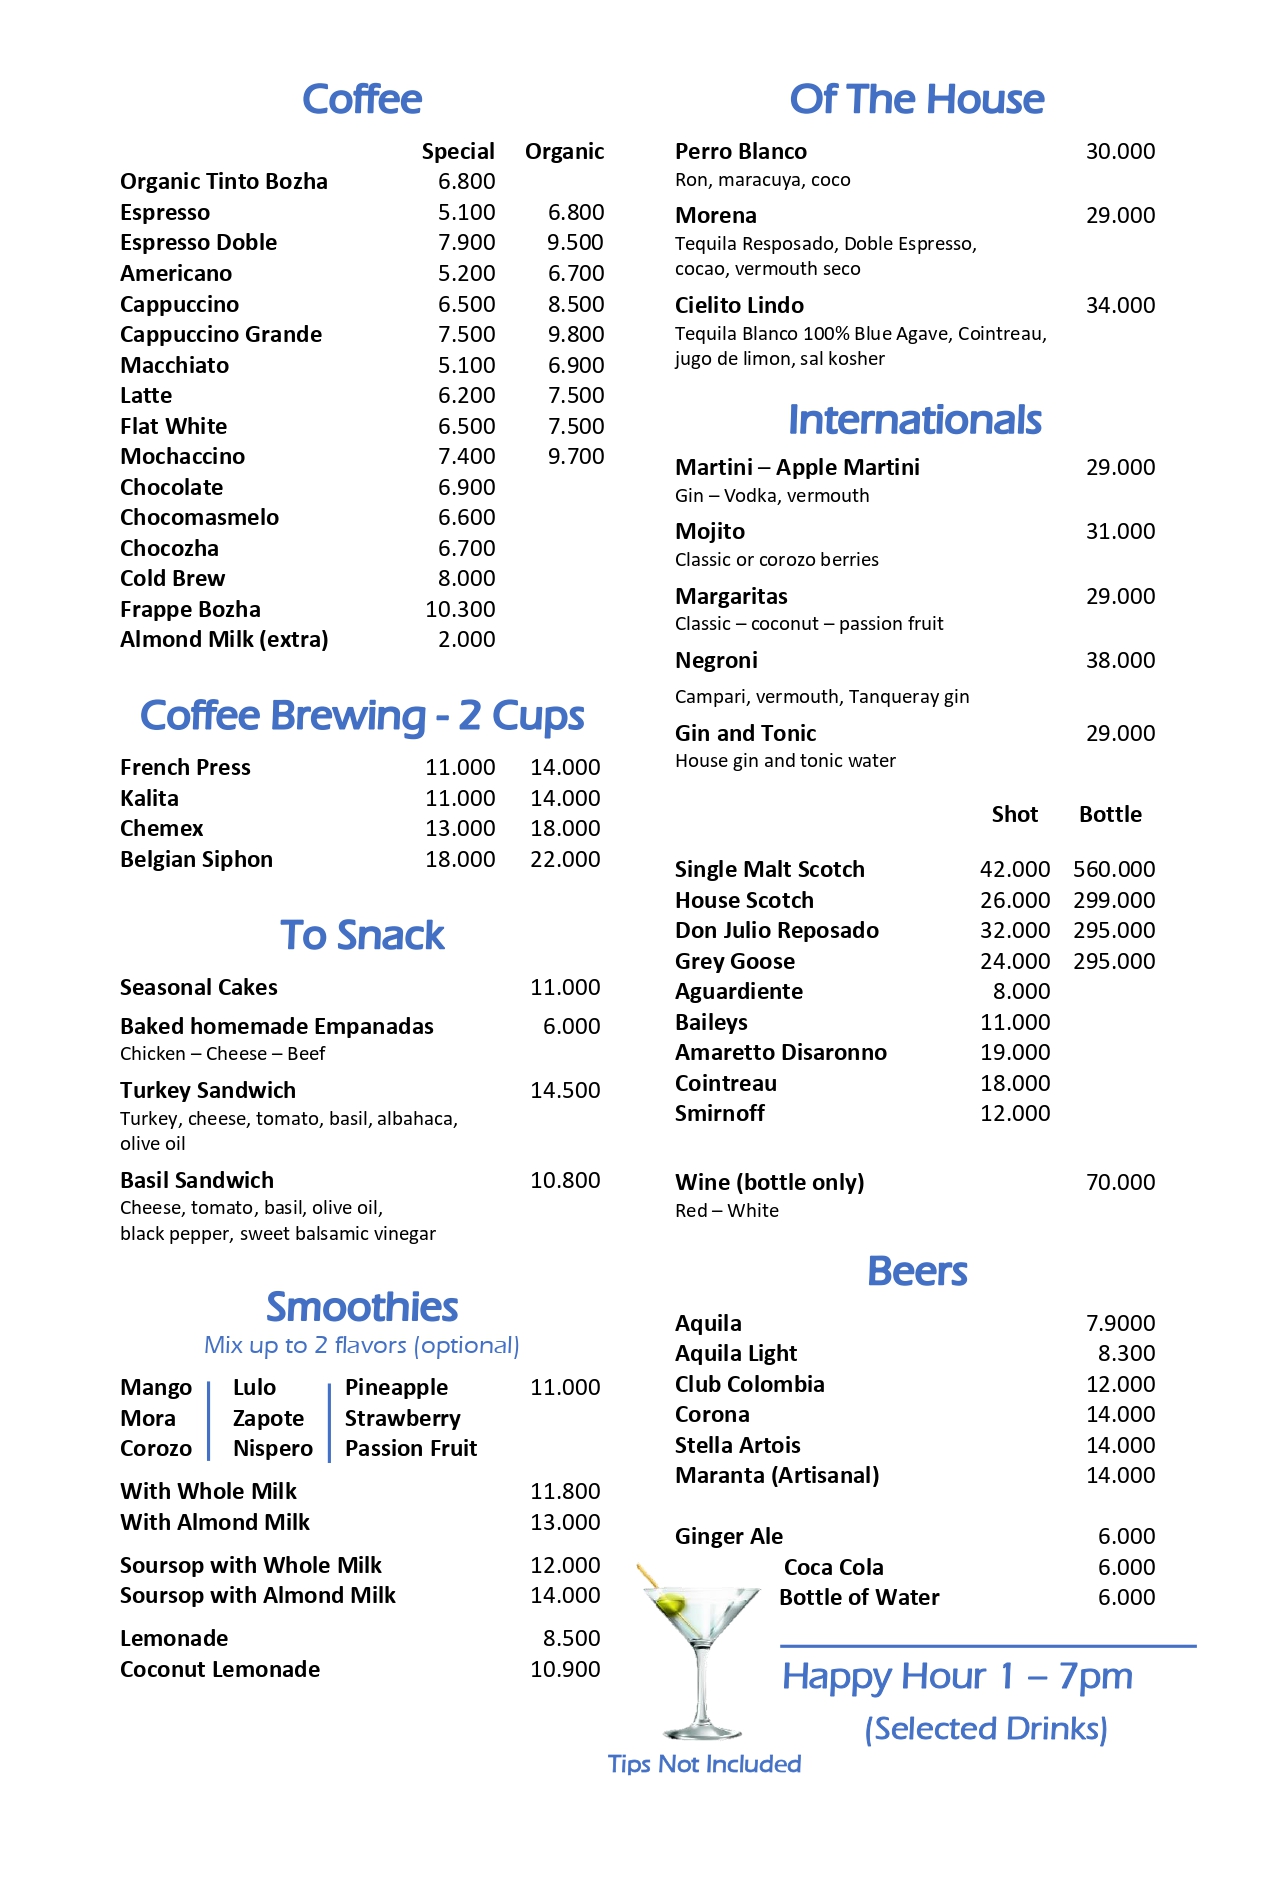 Coffee
Special Organic
Organic Tinto Bozha 6.800
Espresso 5.100 6.800
Espresso Doble 7.900 9.500
Americano 5.200 6.700
Cappuccino 6.500 8.500
Cappuccino Grande 7.500 9.800
Macchiato 5.100 6.900
Latte 6.200 7.500
Flat White 6.500 7.500
Mochaccino 7.400 9.700
Chocolate 6.900
Chocomasmelo 6.600
Chocozha 6.700
Cold Brew 8.000
Frappe Bozha 10.300
Almond Milk (extra) 2.000
Coffee Brewing - 2 Cups
French Press 11.000 14.000
Kalita 11.000 14.000
Chemex 13.000 18.000
Belgian Siphon 18.000 22.000
To Snack
Seasonal Cakes 11.000
Baked homemade Empanadas 6.000
Chicken – Cheese – Beef
Turkey Sandwich 14.500
Turkey, cheese, tomato, basil, albahaca,
olive oil
Basil Sandwich 10.800
Cheese, tomato, basil, olive oil,
black pepper, sweet balsamic vinegar
Smoothies
Mix up to 2 flavors (optional)
Mango Lulo Pineapple 11.000
Mora Zapote Strawberry
Corozo Nispero Passion Fruit
With Whole Milk 11.800
With Almond Milk 13.000
Soursop with Whole Milk 12.000
Soursop with Almond Milk 14.000
Lemonade 8.500
Coconut Lemonade 10.900
Of The House
Perro Blanco 30.000
Ron, maracuya, coco
Morena 29.000
Tequila Resposado, Doble Espresso,
cocao, vermouth seco
Cielito Lindo 34.000
Tequila Blanco 100% Blue Agave, Cointreau,
jugo de limon, sal kosher
Internationals
Martini – Apple Martini 29.000
Gin – Vodka, vermouth
Mojito 31.000
Classic or corozo berries
Margaritas 29.000
Classic – coconut – passion fruit
Negroni 38.000
Campari, vermouth, Tanqueray gin
Gin and Tonic 29.000
House gin and tonic water
Shot Bottle
Single Malt Scotch 42.000 560.000
House Scotch 26.000 299.000
Don Julio Reposado 32.000 295.000
Grey Goose 24.000 295.000
Aguardiente 8.000
Baileys 11.000
Amaretto Disaronno 19.000
Cointreau 18.000
Smirnoff 12.000
Wine (bottle only) 70.000
Red – White
Beers
Aquila 7.9000
Aquila Light 8.300
Club Colombia 12.000
Corona 14.000
Stella Artois 14.000
Maranta (Artisanal) 14.000
Ginger Ale 6.000
Coca Cola 6.000
Bottle of Water 6.000
Happy Hour 1 – 7pm
(Selected Drinks)
Tips Not Included